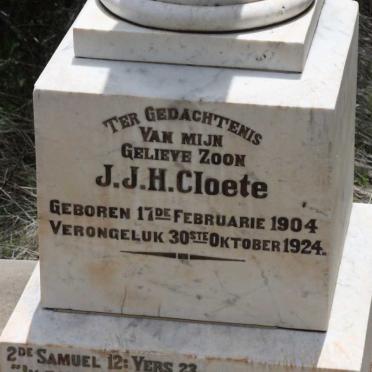 TER GEDACHTENIS
VAN MIJN
GELIEVE ZOON
J.J.H. Cloete
GEBOREN 17DE FEBRUARIE 1904
VERONGELUK 30STE OKTOBER 1924.
2DE SAMUEL 12: VERS 23